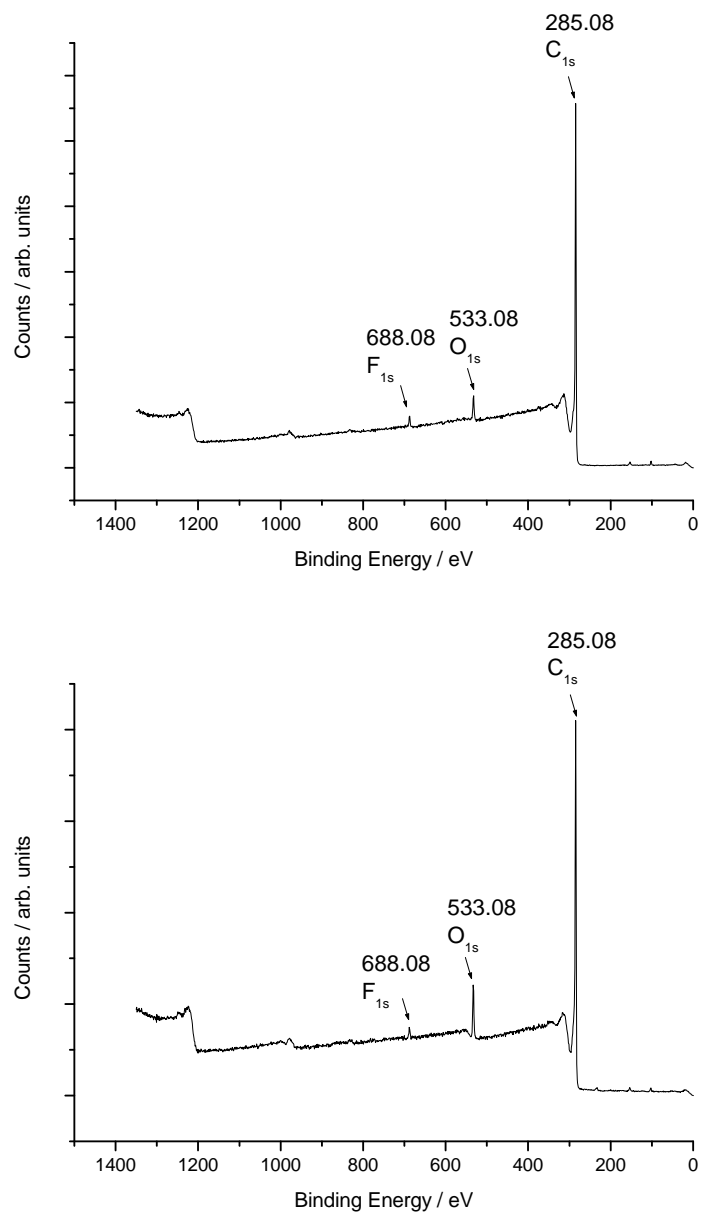 285.08
C1s
533.08
O1s
688.08
F1s
Counts / arb. units
1400 1200 1000 800 600 400 200 0
Binding Energy / eV
285.08
C1s
533.08
O1s
688.08
F1s
Counts / arb. units
1400 1200 1000 800 600 400 200 0
Binding Energy / eV